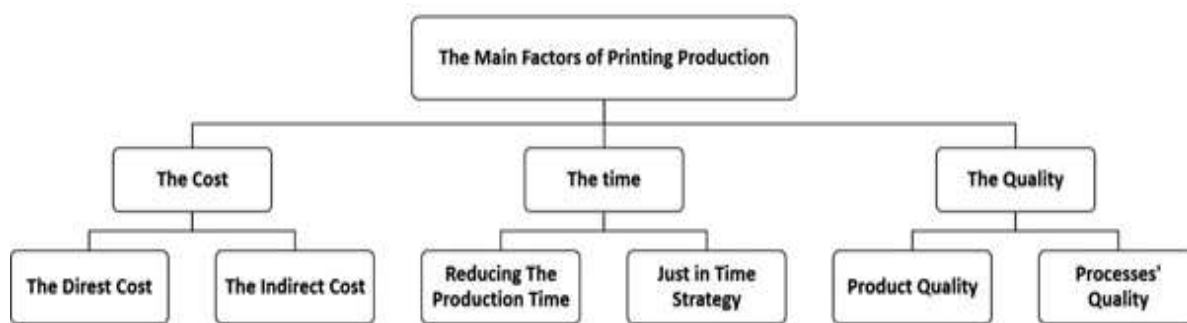 The Main Factors of Printing Production
The Cost
The time
The Quality
The Direst Cost
The Indirect Cost
Reducing The
Production Time
Just in Time
Strategy
Product Quality
Processes'
Quality